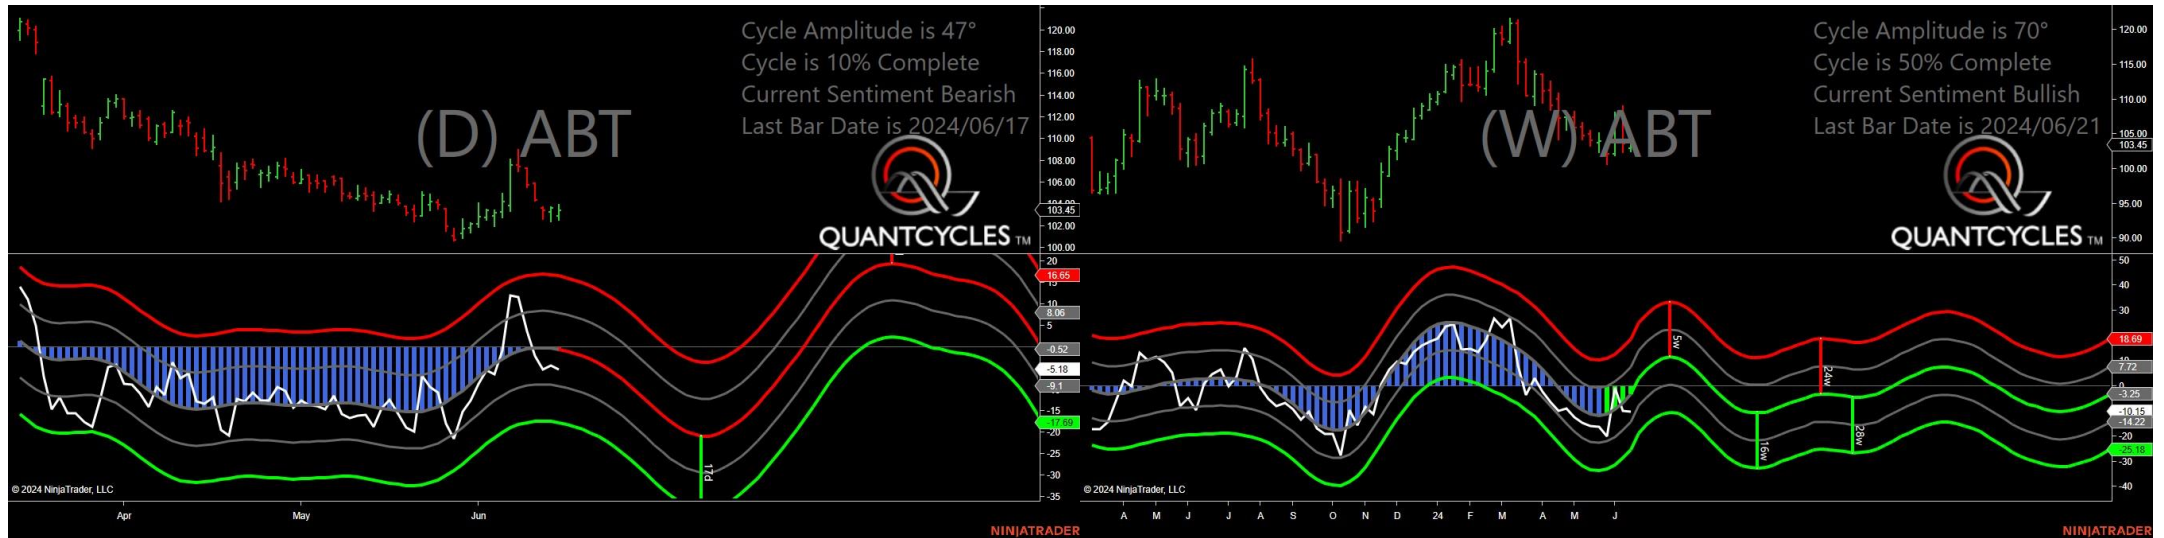 Cycle Amplitude is 47°
Cycle is 10% Complete
Current Sentiment Bearish
Last Bar Date is 2024/06/17
(D) ABT
QUANTCYCLES TM
120.00
118.00
116.00
114.00
112.00
110.00
108.00
106.00
103.45
102.00
100.00
20
16.65
15
8.06
5
-0.52
-5.18
-9.1
-15
-17.69
-20
-25
-30
-35
17d
© 2024 NinjaTrader, LLC
Apr May Jun
NINJATRADER
Cycle Amplitude is 70°
Cycle is 50% Complete
Current Sentiment Bullish
Last Bar Date is 2024/06/21
(W) ABT
QUANTCYCLES TM
120.00
115.00
110.00
105.00
103.45
100.00
95.00
90.00
50
40
30
18.69
10
7.72
0
-3.25
-10.15
-14.22
-20
-25.18
-30
-40
5w
16w
24w
28w
© 2024 NinjaTrader, LLC
A M J J A S O N D 24 F M A M J
NINJATRADER